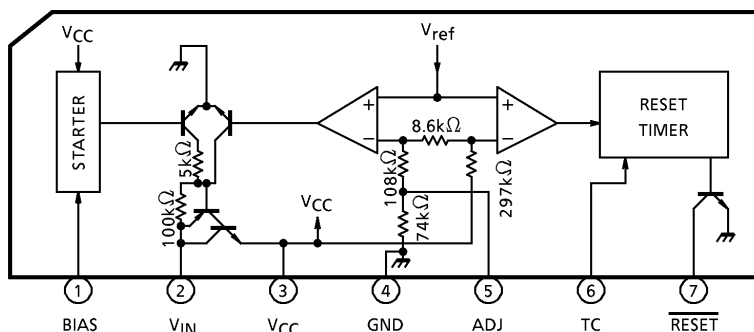 VCC
Vref
STARTER
5kΩ
100kΩ
VCC
8.6kΩ
108kΩ
74kΩ
297kΩ
+
−
+
−
RESET
TIMER
1
2
3
4
5
6
7
BIAS
VIN
VCC
GND
ADJ
TC
RESET